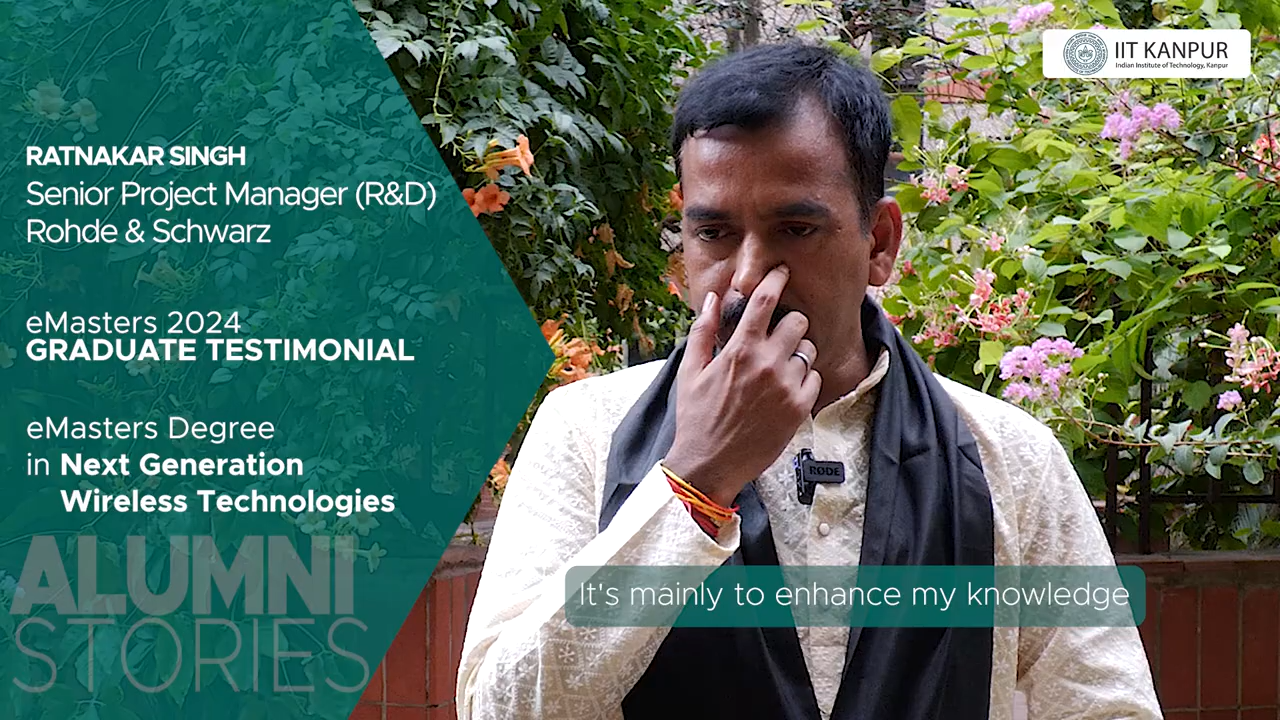 RATNAKAR SINGH
Senior Project Manager (R&D)
Rohde & Schwarz
eMasters 2024
GRADUATE TESTIMONIAL
eMasters Degree
in Next Generation
Wireless Technologies
ALUMNI
STORIES
IIT KANPUR
Indian Institute of Technology, Kanpur
RØDE
It's mainly to enhance my knowledge